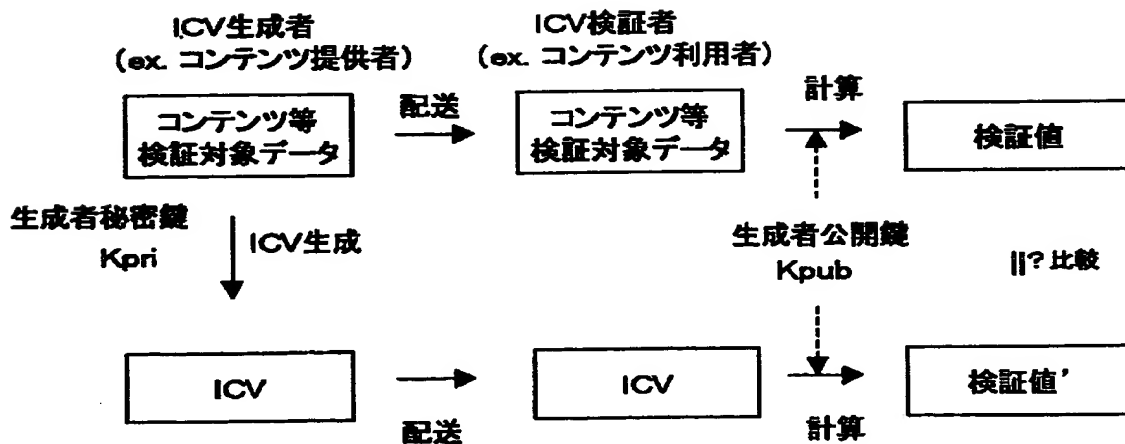 ICV生成者
(ex. コンテンツ提供者)
ICV検証者
(ex. コンテンツ利用者)
コンテンツ等
検証対象データ
配送
コンテンツ等
検証対象データ
計算
検証値
生成者秘密鍵
Kpri
ICV生成
生成者公開鍵
Kpub
||? 比較
ICV
配送
ICV
計算
検証値’